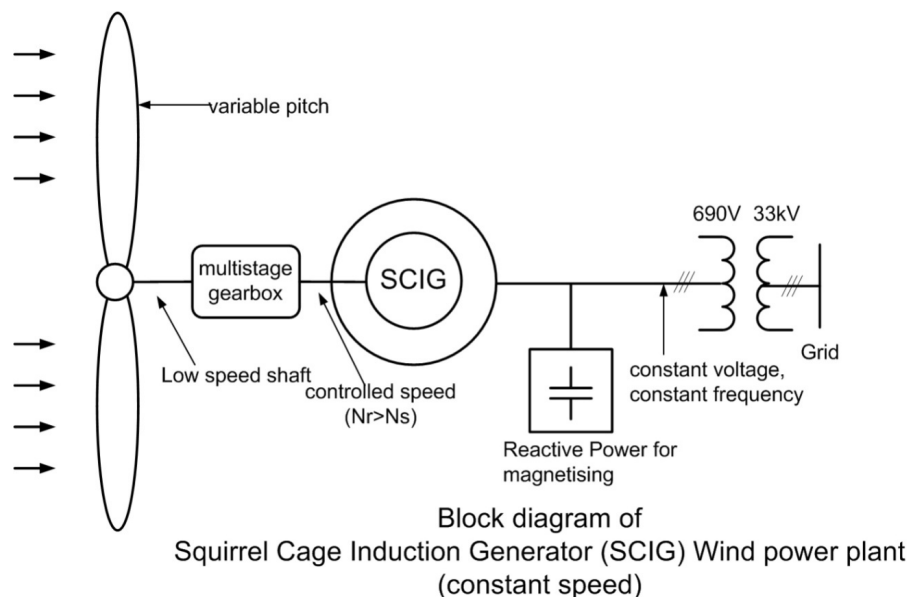 variable pitch
690V 33kV
multistage
gearbox
SCIG
Low speed shaft
controlled speed
(Nr>Ns)
constant voltage,
constant frequency
Grid
Reactive Power for
magnetising
Block diagram of
Squirrel Cage Induction Generator (SCIG) Wind power plant
(constant speed)